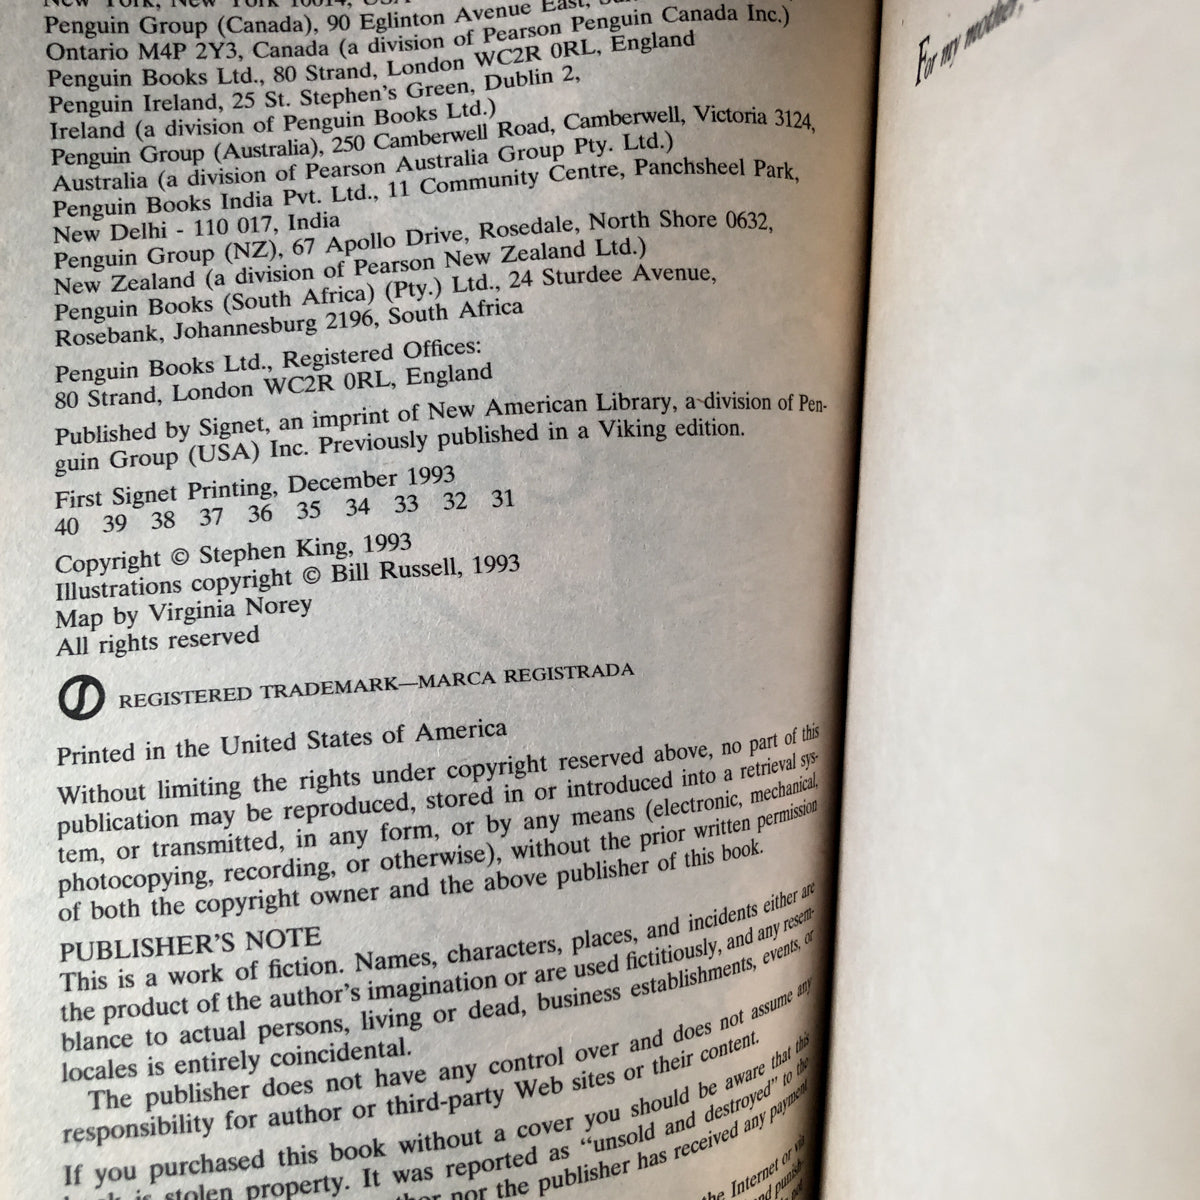 New York, New York 10014, USA
Penguin Group (Canada), 90 Eglinton Avenue East,
Ontario M4P 2Y3, Canada (a division of Pearson Penguin Canada Inc.)
Penguin Books Ltd., 80 Strand, London WC2R 0RL, England
Penguin Ireland, 25 St. Stephen's Green, Dublin 2,
Ireland (a division of Penguin Books Ltd.)
Penguin Group (Australia), 250 Camberwell Road, Camberwell, Victoria 3124,
Australia (a division of Pearson Australia Group Pty. Ltd.)
Penguin Books India Pvt. Ltd., 11 Community Centre, Panchsheel Park,
New Delhi - 110 017, India
Penguin Group (NZ), 67 Apollo Drive, Rosedale, North Shore 0632,
New Zealand (a division of Pearson New Zealand Ltd.)
Penguin Books (South Africa) (Pty.) Ltd., 24 Sturdee Avenue,
Rosebank, Johannesburg 2196, South Africa
Penguin Books Ltd., Registered Offices:
80 Strand, London WC2R 0RL, England
Published by Signet, an imprint of New American Library, a division of Pen-
guin Group (USA) Inc. Previously published in a Viking edition.
First Signet Printing, December 1993
40 39 38 37 36 35 34 33 32 31
Copyright © Stephen King, 1993
Illustrations copyright © Bill Russell, 1993
Map by Virginia Norey
All rights reserved
REGISTERED TRADEMARK—MARCA REGISTRADA
Printed in the United States of America
Without limiting the rights under copyright reserved above, no part of this
publication may be reproduced, stored in or introduced into a retrieval sys-
tem, or transmitted, in any form, or by any means (electronic, mechanical,
photocopying, recording, or otherwise), without the prior written permission
of both the copyright owner and the above publisher of this book.
PUBLISHER'S NOTE
This is a work of fiction. Names, characters, places, and incidents either are
the product of the author's imagination or are used fictitiously, and any resem-
blance to actual persons, living or dead, business establishments, events, or
locales is entirely coincidental.
The publisher does not have any control over and does not assume any
responsibility for author or third-party Web sites or their content.
If you purchased this book without a cover you should be aware that this
is stolen property. It was reported as "unsold and destroyed" to the
nor the publisher has received any payment
the Internet or via
For my mother,